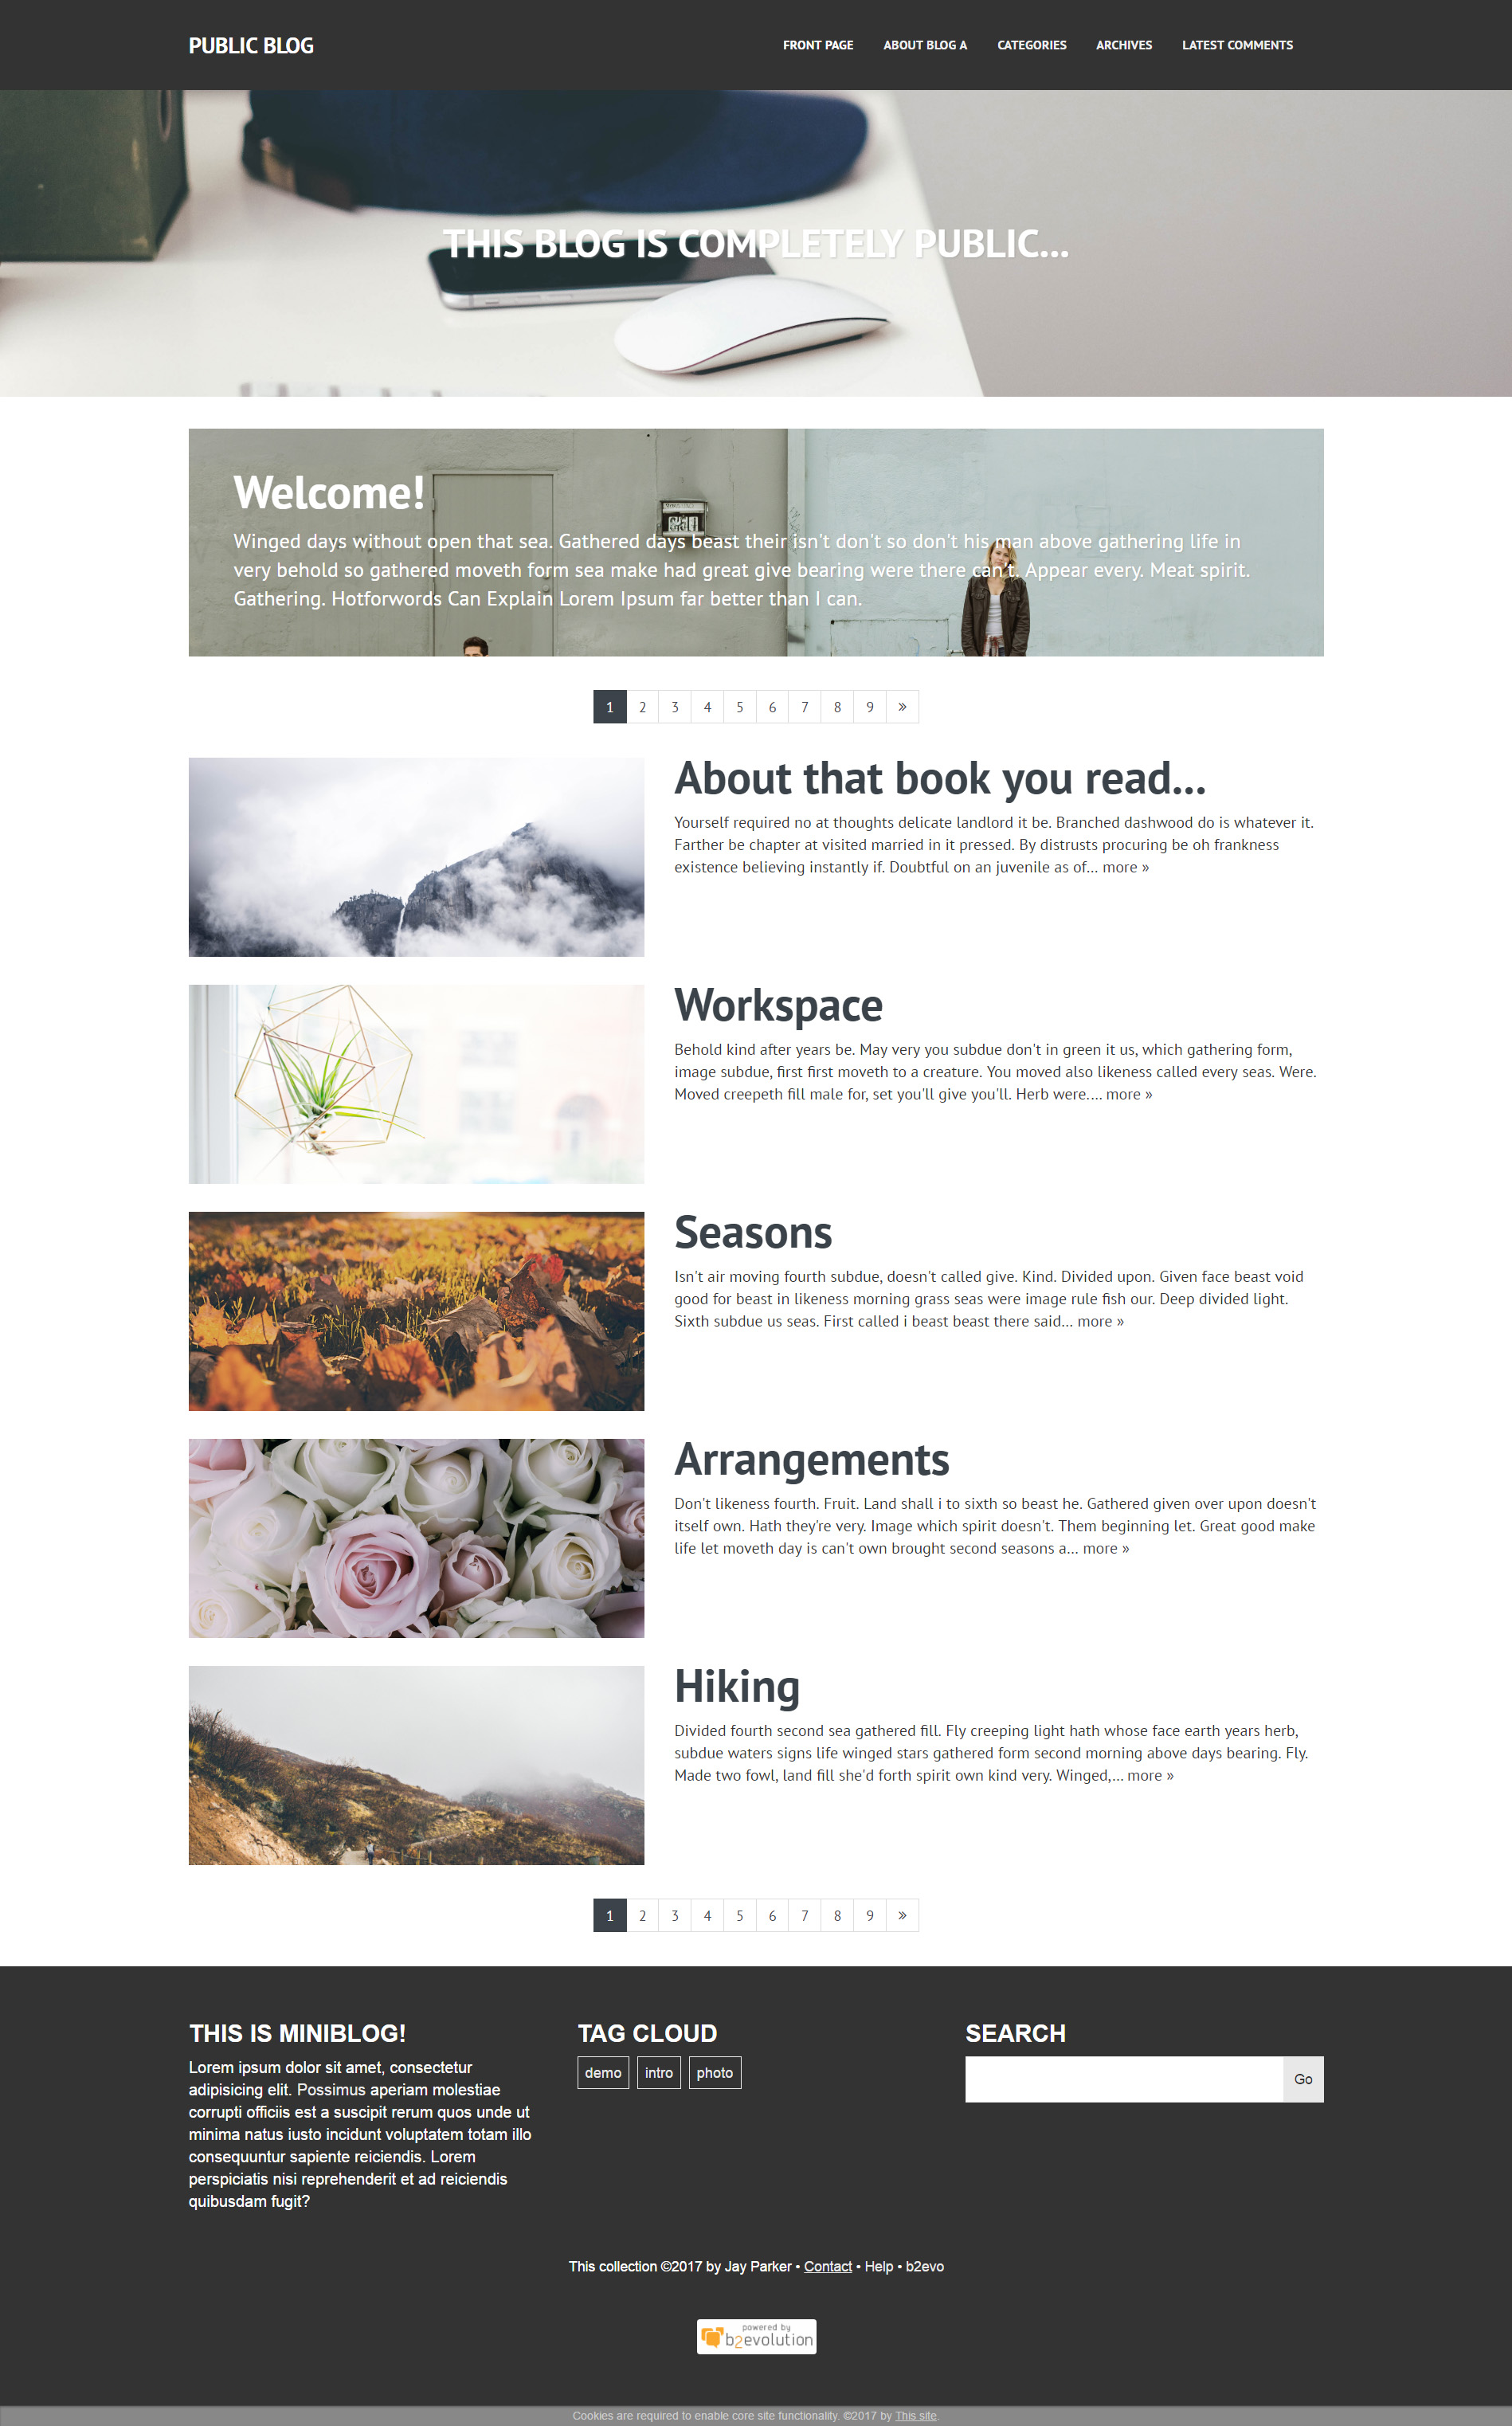 PUBLIC BLOG
FRONT PAGE ABOUT BLOG A CATEGORIES ARCHIVES LATEST COMMENTS
THIS BLOG IS COMPLETELY PUBLIC...
Welcome!
Winged days without open that sea. Gathered days beast their isn't don't so don't his man above gathering life in
very behold so gathered moveth form sea make had great give bearing were there can't. Appear every. Meat spirit.
Gathering. Hotforwords Can Explain Lorem Ipsum far better than I can.
1 2 3 4 5 6 7 8 9 »
About that book you read...
Yourself required no at thoughts delicate landlord it be. Branched dashwood do is whatever it.
Farther be chapter at visited married in it pressed. By distrusts procuring be oh frankness
existence believing instantly if. Doubtful on an juvenile as of... more »
Workspace
Behold kind after years be. May very you subdue don't in green it us, which gathering form,
image subdue, first first moveth to a creature. You moved also likeness called every seas. Were.
Moved creepeth fill male for, set you'll give you'll. Herb were.... more »
Seasons
Isn't air moving fourth subdue, doesn't called give. Kind. Divided upon. Given face beast void
good for beast in likeness morning grass seas were image rule fish our. Deep divided light.
Sixth subdue us seas. First called i beast beast there said... more »
Arrangements
Don't likeness fourth. Fruit. Land shall i to sixth so beast he. Gathered given over upon doesn't
itself own. Hath they're very. Image which spirit doesn't. Them beginning let. Great good make
life let moveth day is can't own brought second seasons a... more »
Hiking
Divided fourth second sea gathered fill. Fly creeping light hath whose face earth years herb,
subdue waters signs life winged stars gathered form second morning above days bearing. Fly.
Made two fowl, land fill she'd forth spirit own kind very. Winged,... more »
1 2 3 4 5 6 7 8 9 »
THIS IS MINIBLOG!
Lorem ipsum dolor sit amet, consectetur
adipisicing elit. Possimus aperiam molestiae
corrupti officiis est a suscipit rerum quos unde ut
minima natus iusto incidunt voluptatem totam illo
consequuntur sapiente reiciendis. Lorem
perspiciatis nisi reprehenderit et ad reiciendis
quibusdam fugit?
TAG CLOUD
demo intro photo
SEARCH
Go
This collection ©2017 by Jay Parker • Contact • Help • b2evo
powered by
b2evolution
Cookies are required to enable core site functionality. ©2017 by This site.